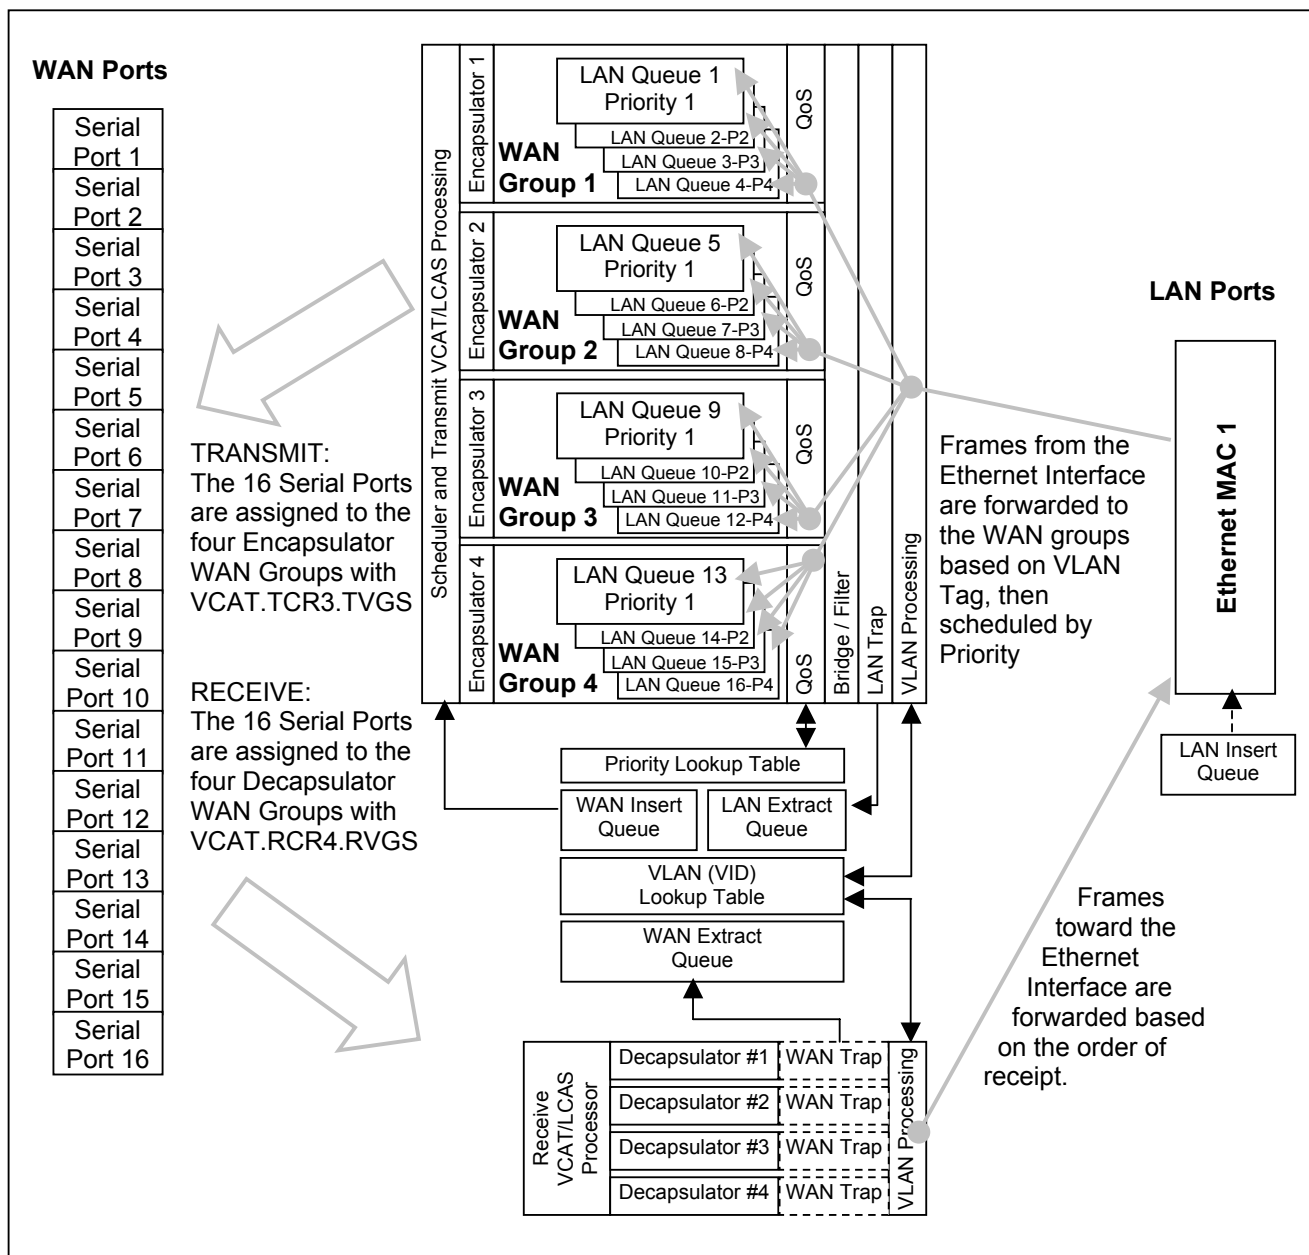 WAN Ports
Serial
Port 1
Serial
Port 2
Serial
Port 3
Serial
Port 4
Serial
Port 5
Serial
Port 6
Serial
Port 7
Serial
Port 8
Serial
Port 9
Serial
Port 10
Serial
Port 11
Serial
Port 12
Serial
Port 13
Serial
Port 14
Serial
Port 15
Serial
Port 16
TRANSMIT:
The 16 Serial Ports
are assigned to the
four Encapsulator
WAN Groups with
VCAT.TCR3.TVGS
RECEIVE:
The 16 Serial Ports
are assigned to the
four Decapsulator
WAN Groups with
VCAT.RCR4.RVGS
Scheduler and Transmit VCAT/LCAS Processing
Encapsulator 1
WAN
Group 1
LAN Queue 1
Priority 1
LAN Queue 2-P2
LAN Queue 3-P3
LAN Queue 4-P4
QoS
Encapsulator 2
WAN
Group 2
LAN Queue 5
Priority 1
LAN Queue 6-P2
LAN Queue 7-P3
LAN Queue 8-P4
QoS
Encapsulator 3
WAN
Group 3
LAN Queue 9
Priority 1
LAN Queue 10-P2
LAN Queue 11-P3
LAN Queue 12-P4
QoS
Encapsulator 4
WAN
Group 4
LAN Queue 13
Priority 1
LAN Queue 14-P2
LAN Queue 15-P3
LAN Queue 16-P4
QoS
Bridge / Filter
LAN Trap
VLAN Processing
Priority Lookup Table
WAN Insert
Queue
LAN Extract
Queue
VLAN (VID)
Lookup Table
WAN Extract
Queue
Receive
VCAT/LCAS
Processor
Decapsulator #1
WAN Trap
Decapsulator #2
WAN Trap
Decapsulator #3
WAN Trap
Decapsulator #4
WAN Trap
VLAN Processing
LAN Ports
Ethernet MAC 1
LAN Insert
Queue
Frames from the
Ethernet Interface
are forwarded to
the WAN groups
based on VLAN
Tag, then
scheduled by
Priority
Frames
toward the
Ethernet
Interface are
forwarded based
on the order of
receipt.